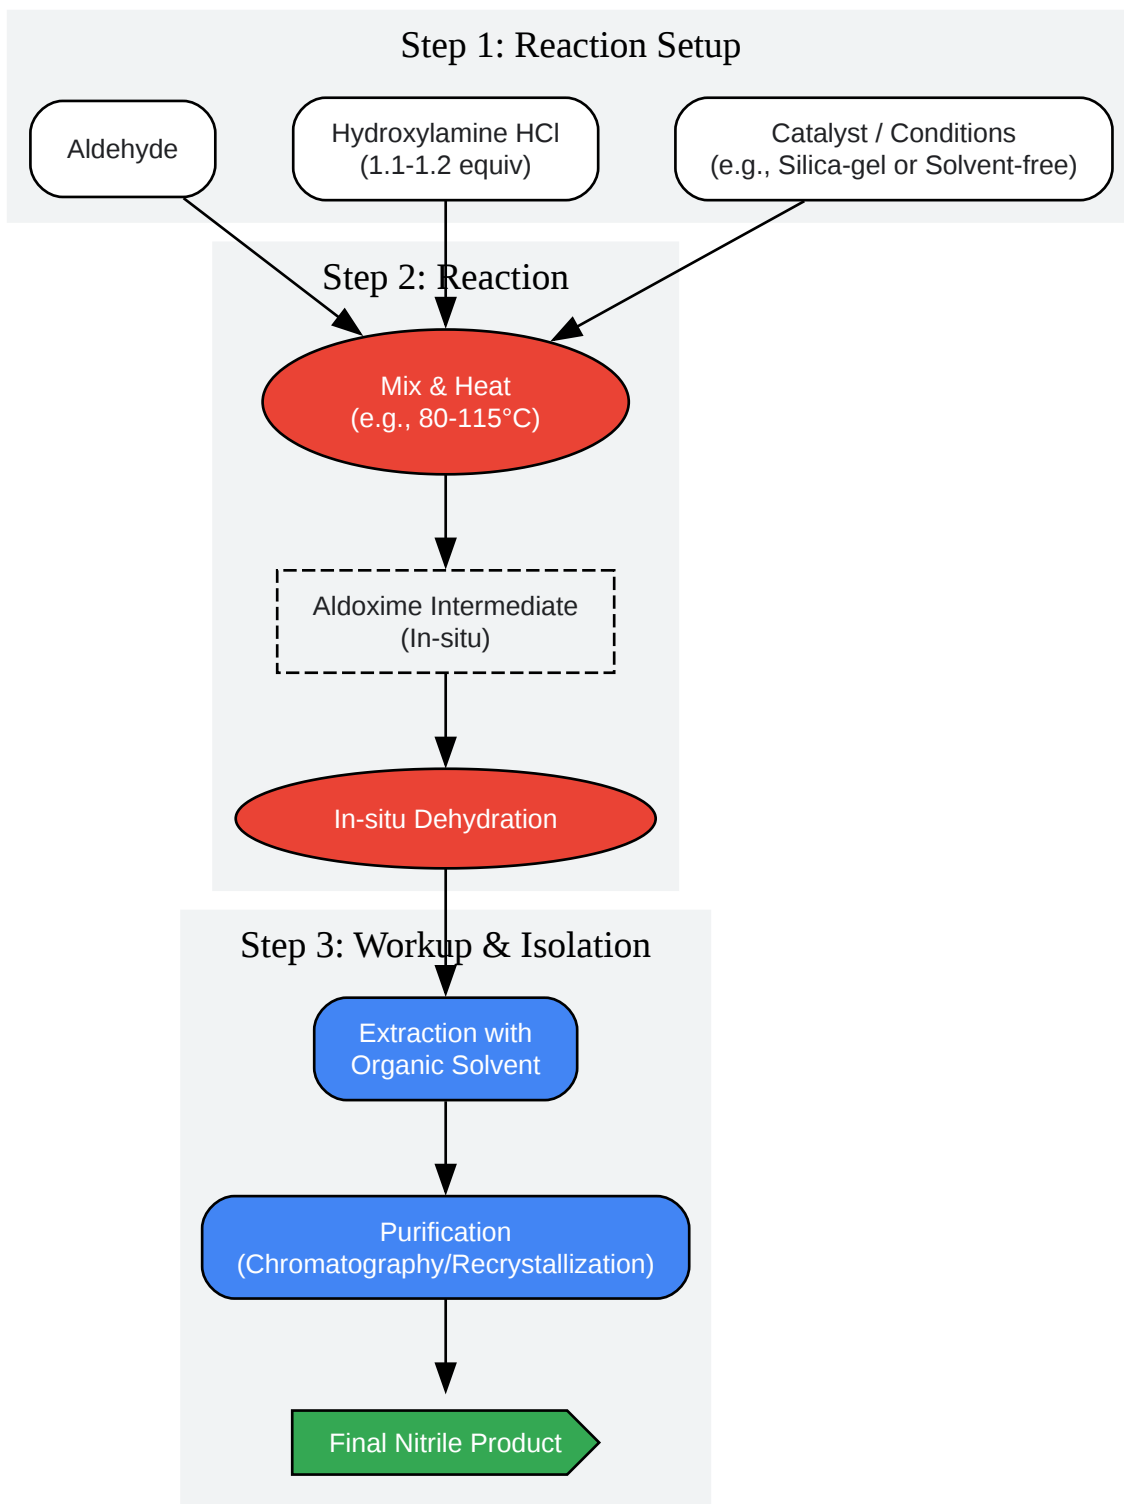 Step 1: Reaction Setup
Aldehyde
Hydroxylamine HCl
(1.1-1.2 equiv)
Catalyst / Conditions
(e.g., Silica-gel or Solvent-free)
Step 2: Reaction
Mix & Heat
(e.g., 80-115°C)
Aldoxime Intermediate
(In-situ)
In-situ Dehydration
Step 3: Workup & Isolation
Extraction with
Organic Solvent
Purification
(Chromatography/Recrystallization)
Final Nitrile Product